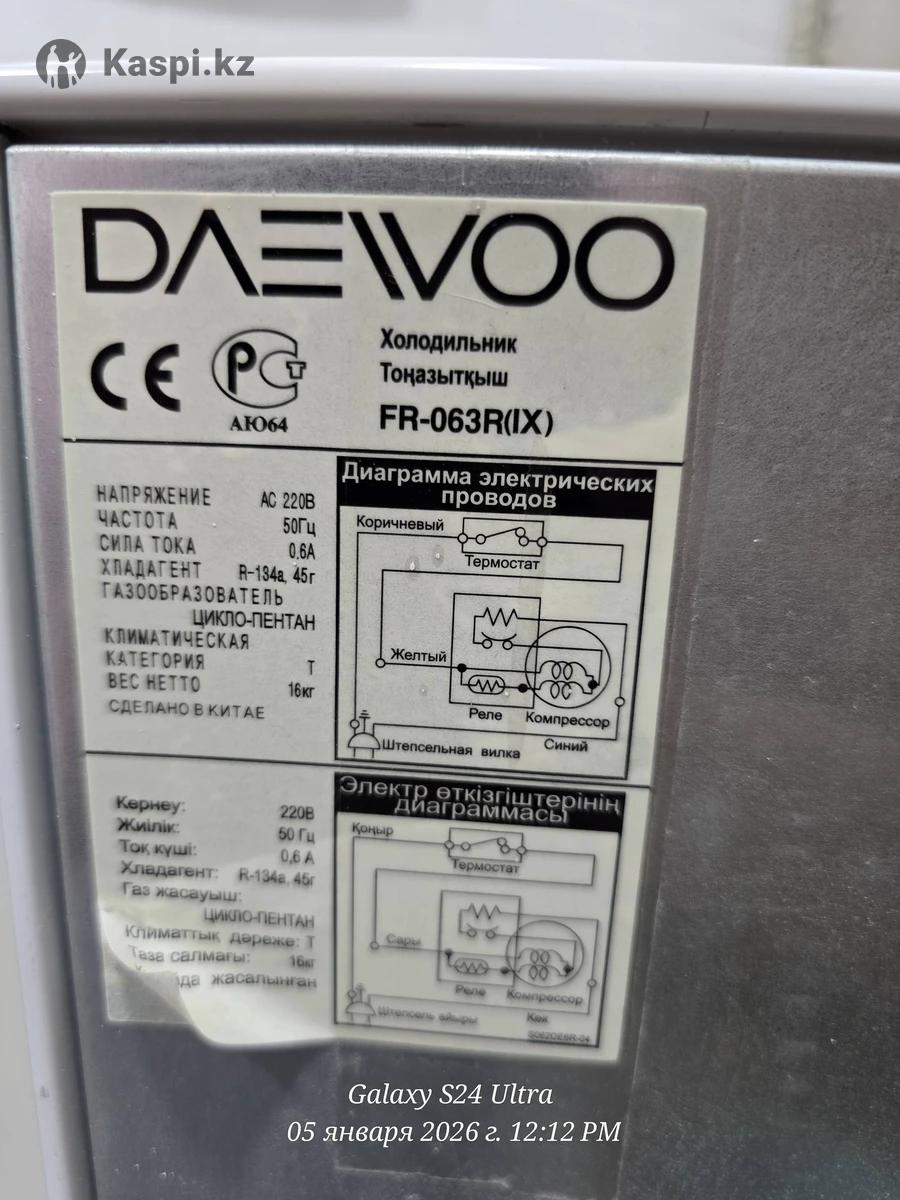 Kaspi.kz
DAEWOO
CE PCT
АЮ64
Холодильник
Тоңазытқыш
FR-063R(IX)
НАПРЯЖЕНИЕ AC 220В
ЧАСТОТА 50Гц
СИЛА ТОКА 0,6А
ХЛАДАГЕНТ R-134a, 45г
ГАЗООБРАЗОВАТЕЛЬ
ЦИКЛО-ПЕНТАН
КЛИМАТИЧЕСКАЯ
КАТЕГОРИЯ Т
ВЕС НЕТТО 16кг
СДЕЛАНО В КИТАЕ
Диаграмма электрических
проводов
Коричневый
Термостат
Желтый
Реле Компрессор
Штепсельная вилка Синий
Кернеу: 220В
Жиілік: 50 Гц
Ток күші: 0,6 А
Хладагент: R-134a, 45г
Газ жасауыш:
ЦИКЛО-ПЕНТАН
Климаттық дәреже: Т
Таза салмағы: 16кг
жасалынған
Электр өткізгіштерінің
диаграммасы
Қоңыр
Термостат
Сары
Реле Компрессор
Штепсель айыры Көк
Galaxy S24 Ultra
05 января 2026 г. 12:12 PM